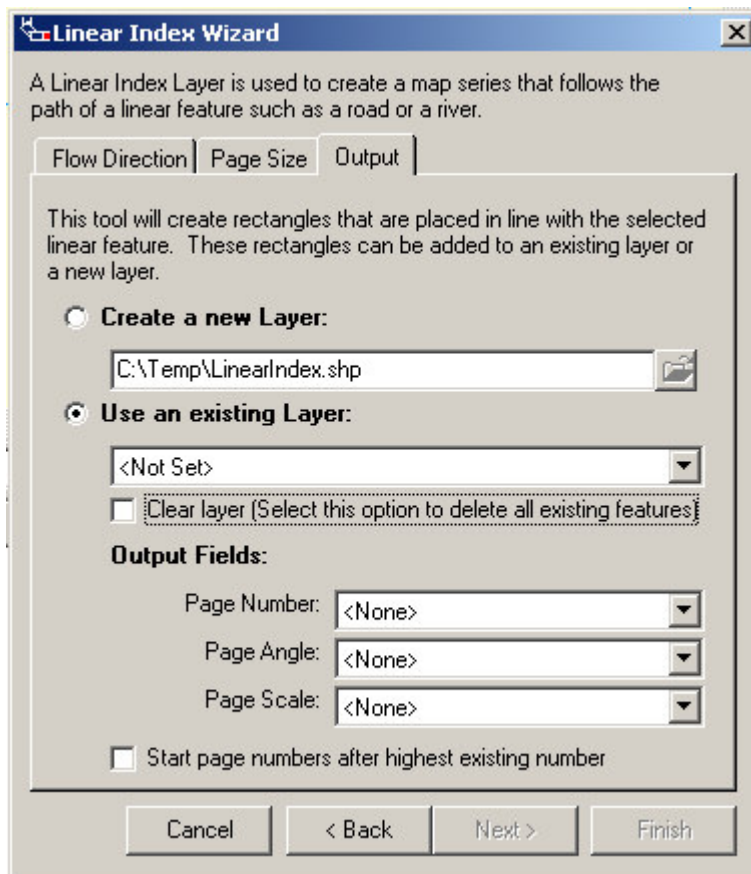 Linear Index Wizard
A Linear Index Layer is used to create a map series that follows the
path of a linear feature such as a road or a river.
Flow Direction Page Size Output
This tool will create rectangles that are placed in line with the selected
linear feature. These rectangles can be added to an existing layer or
a new layer.
Create a new Layer:
C:\Temp\LinearIndex.shp
Use an existing Layer:
<Not Set>
Clear layer (Select this option to delete all existing features)
Output Fields:
Page Number: <None>
Page Angle: <None>
Page Scale: <None>
Start page numbers after highest existing number
Cancel < Back Next > Finish